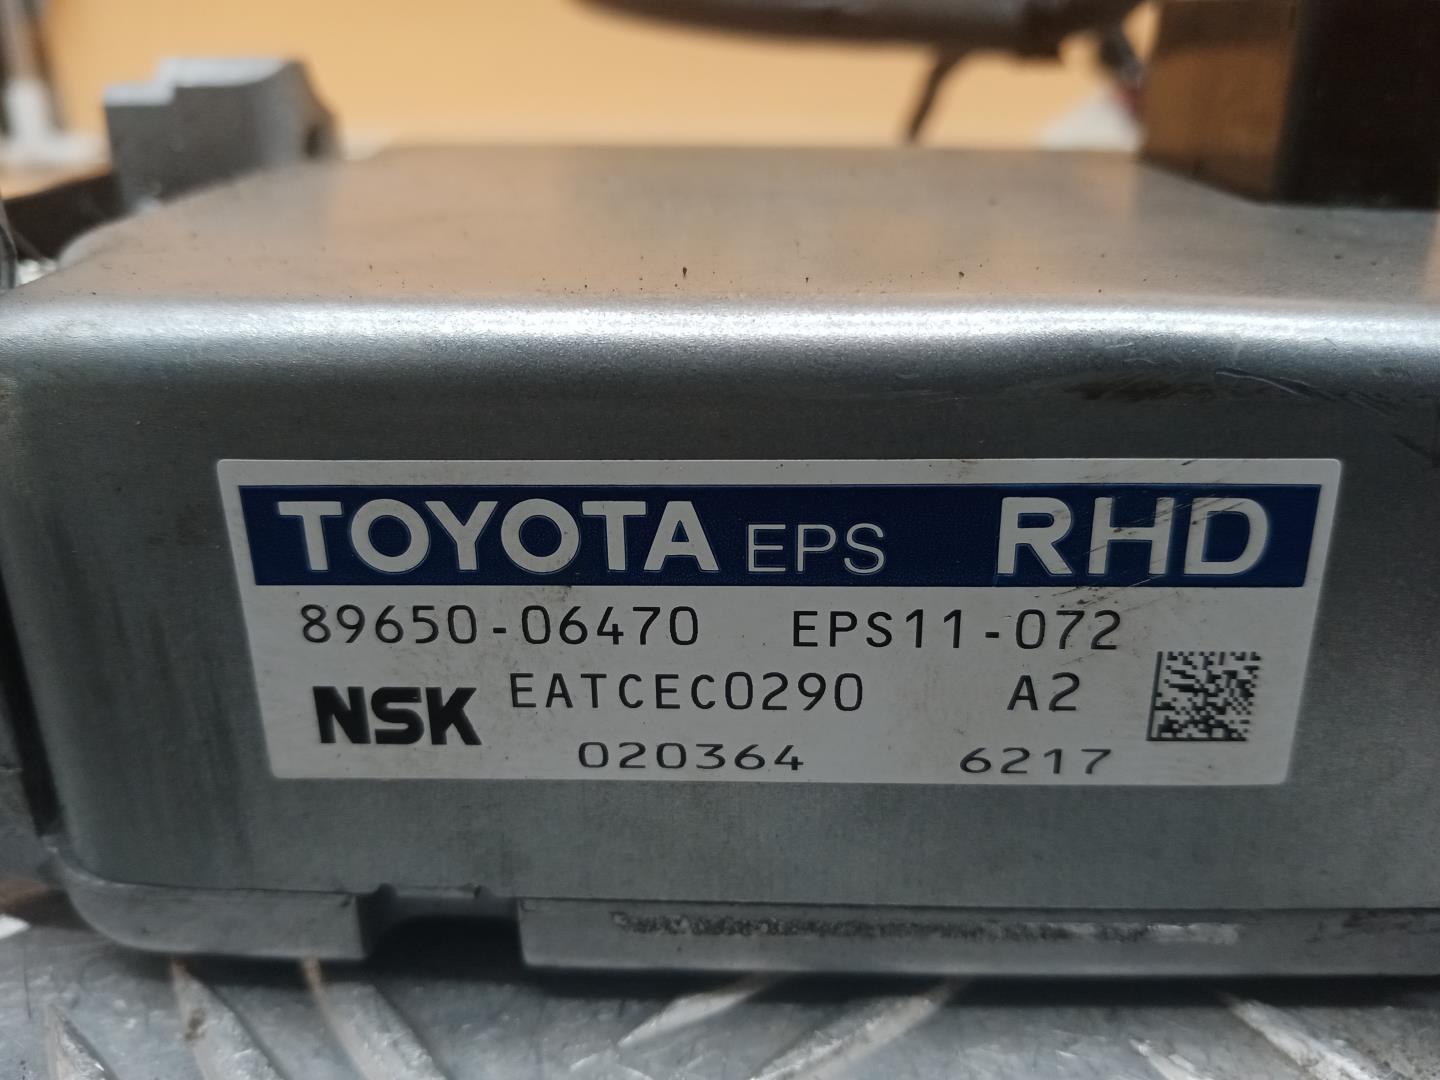 TOYOTA EPS RHD
89650-06470 EPS11-072
NSK EATCEC0290 A2
020364 6217